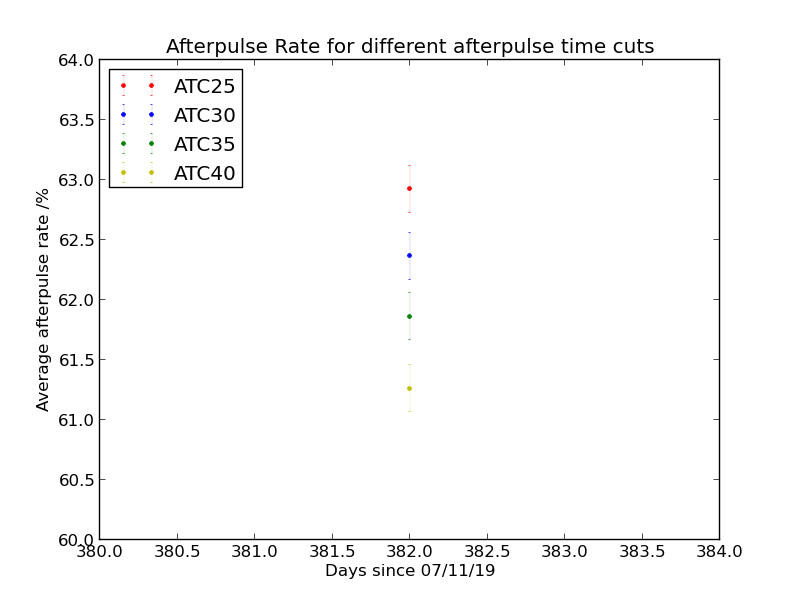 Afterpulse Rate for different afterpulse time cuts
64.0
63.5
63.0
62.5
62.0
61.5
61.0
60.5
60.0
Average afterpulse rate /%
ATC25
ATC30
ATC35
ATC40
380.0 380.5 381.0 381.5 382.0 382.5 383.0 383.5 384.0
Days since 07/11/19